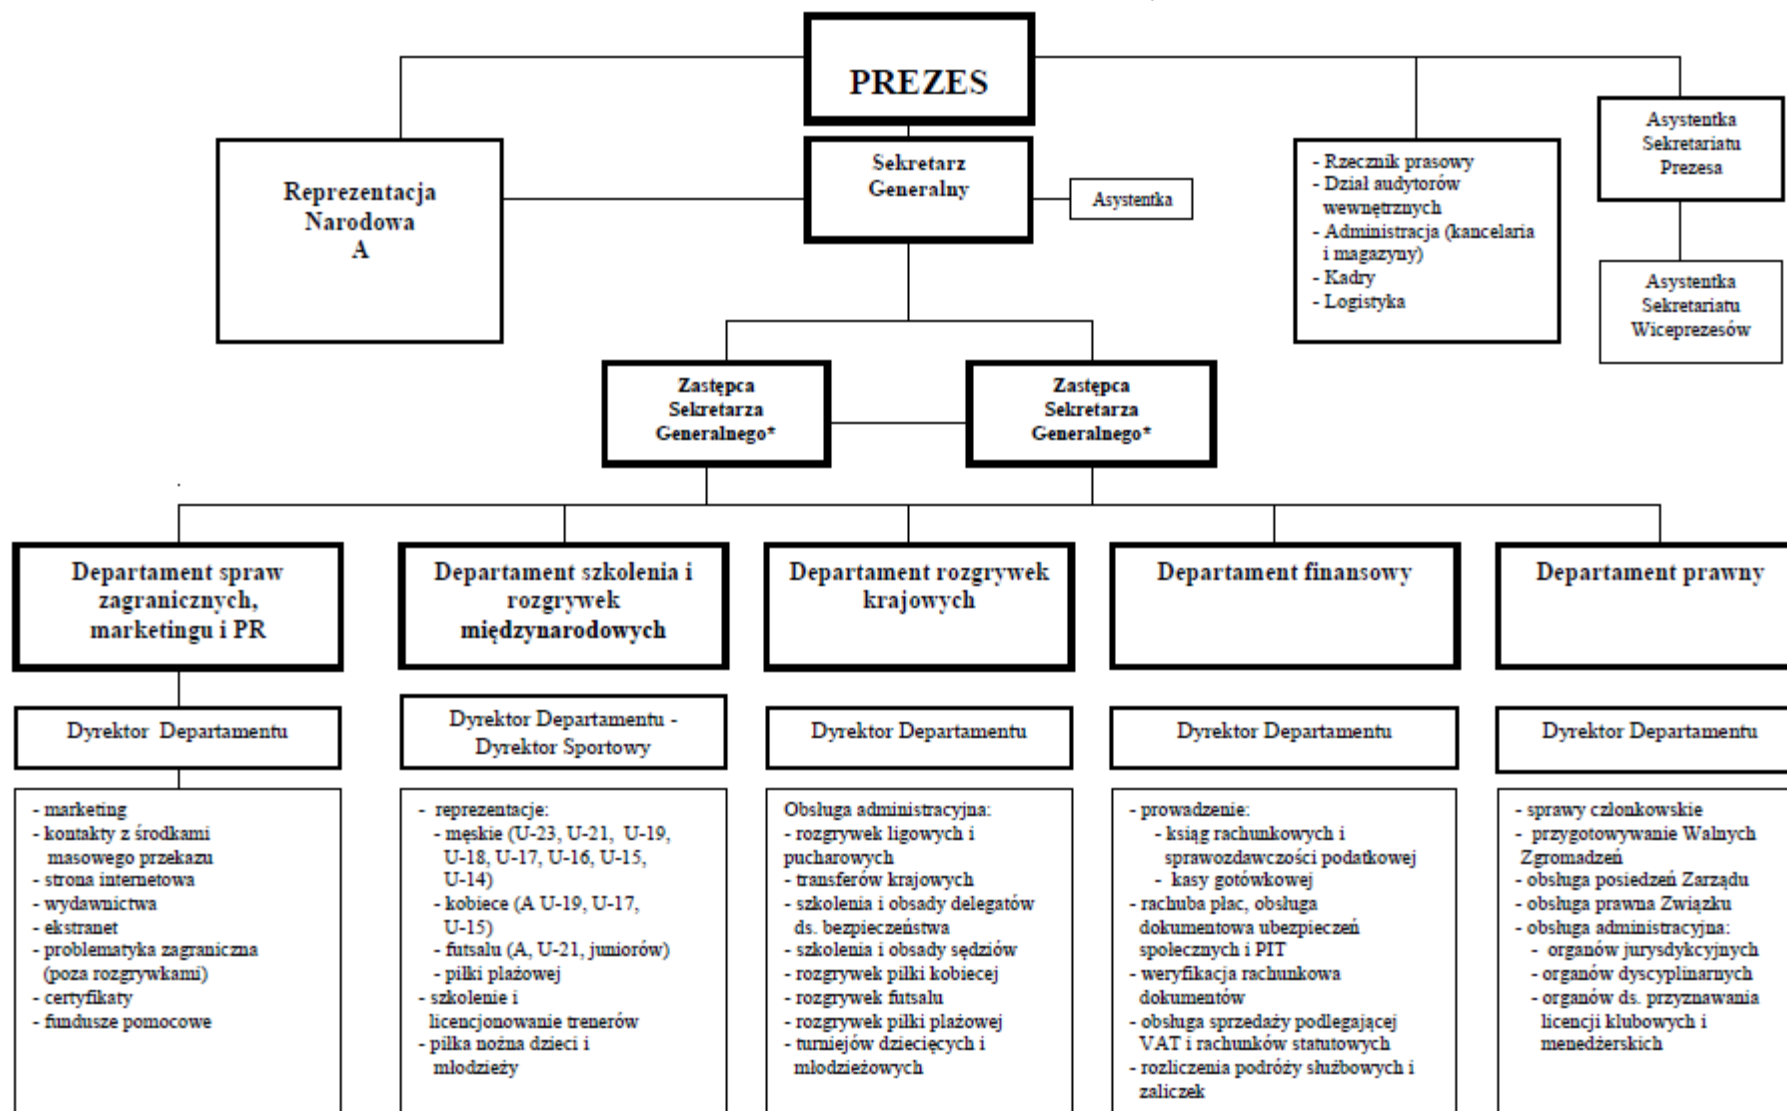 PREZES
Reprezentacja
Narodowa
A
Sekretarz
Generalny
Asystentka
- Rzecznik prasowy
- Dział audytorów
wewnętrznych
- Administracja (kancelaria
i magazyny)
- Kadry
- Logistyka
Asystentka
Sekretariatu
Prezesa
Asystentka
Sekretariatu
Wiceprezesów
Zastępca
Sekretarza
Generalnego*
Zastępca
Sekretarza
Generalnego*
Departament spraw
zagranicznych,
marketingu i PR
Departament szkolenia i
rozgrywek
międzynarodowych
Departament rozgrywek
krajowych
Departament finansowy
Departament prawny
Dyrektor Departamentu
Dyrektor Departamentu -
Dyrektor Sportowy
Dyrektor Departamentu
Dyrektor Departamentu
Dyrektor Departamentu
- marketing
- kontakty z środkami
masowego przekazu
- strona internetowa
- wydawnictwa
- ekstranet
- problematyka zagraniczna
(poza rozgrywkami)
- certyfikaty
- fundusze pomocowe
- reprezentacje:
- męskie (U-23, U-21, U-19,
U-18, U-17, U-16, U-15,
U-14)
- kobiece (A U-19, U-17,
U-15)
- futsalu (A, U-21, juniorów)
- piłki plażowej
- szkolenie i
licencjonowanie trenerów
- piłka nożna dzieci i
młodzieży
Obsługa administracyjna:
- rozgrywek ligowych i
pucharowych
- transferów krajowych
- szkolenia i obsady delegatów
ds. bezpieczeństwa
- szkolenia i obsady sędziów
- rozgrywek piłki kobiecej
- rozgrywek futsalu
- rozgrywek piłki plażowej
- turniejów dziecięcych i
młodzieżowych
- prowadzenie:
- ksiąg rachunkowych i
sprawozdawczości podatkowej
- kasy gotówkowej
- rachuba płac, obsługa
dokumentowa ubezpieczeń
społecznych i PIT
- weryfikacja rachunkowa
dokumentów
- obsługa sprzedaży podlegającej
VAT i rachunków statutowych
- rozliczenia podróży służbowych i
zaliczek
- sprawy członkowskie
- przygotowywanie Walnych
Zgromadzeń
- obsługa posiedzeń Zarządu
- obsługa prawna Związku
- obsługa administracyjna:
- organów jurysdykcyjnych
- organów dyscyplinarnych
- organów ds. przyznawania
licencji klubowych i
menedżerskich